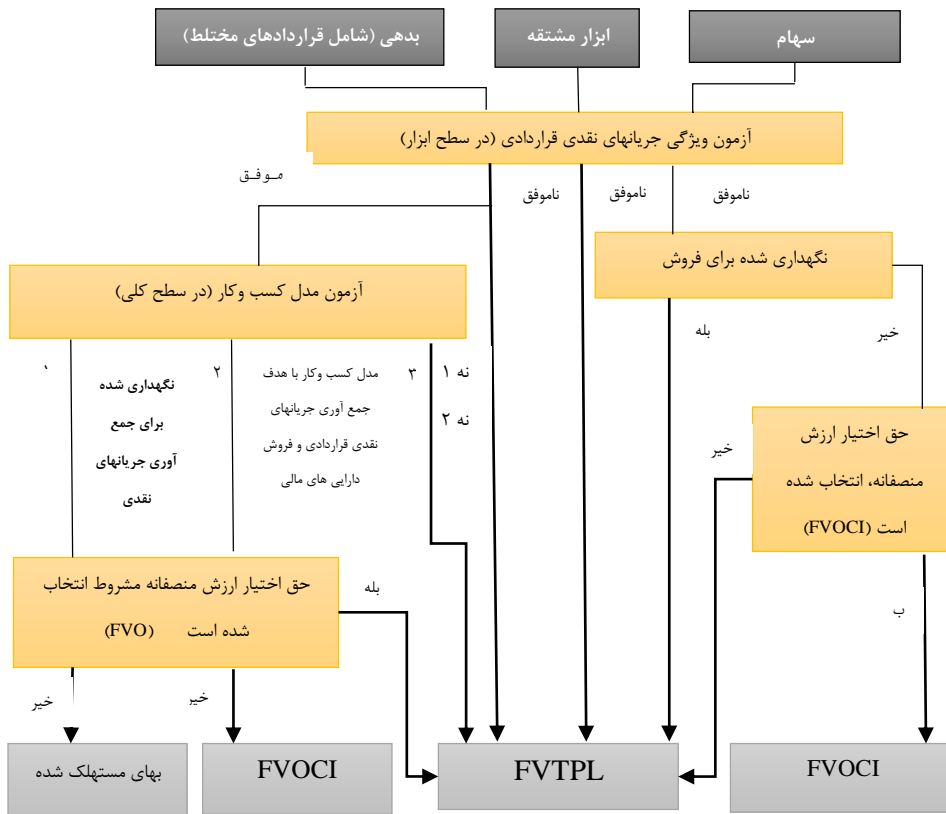 سهام
ابزار مشتقه
بدهی (شامل قراردادهای مختلط)
آزمون ویژگی جریانهای نقدی قراردادی (در سطح ابزار)
ناموفق
ناموفق
ناموفق
مـوفـق
نگهداری شده برای فروش
آزمون مدل کسب وکار (در سطح کلی)
خیر
بله
نه ۱
نه ۲
۳
مدل کسب وکار با هدف
جمع آوری جریانهای
نقدی قراردادی و فروش
دارایی های مالی
۲
نگهداری شده
برای جمع
آوری جریانهای
نقدی
حق اختیار ارزش
منصفانه، انتخاب شده
است (FVOCI)
خیر
ب
حق اختیار ارزش منصفانه مشروط انتخاب
شده است (FVO)
بله
خیر
خیر
FVOCI
FVTPL
FVOCI
بهای مستهلک شده